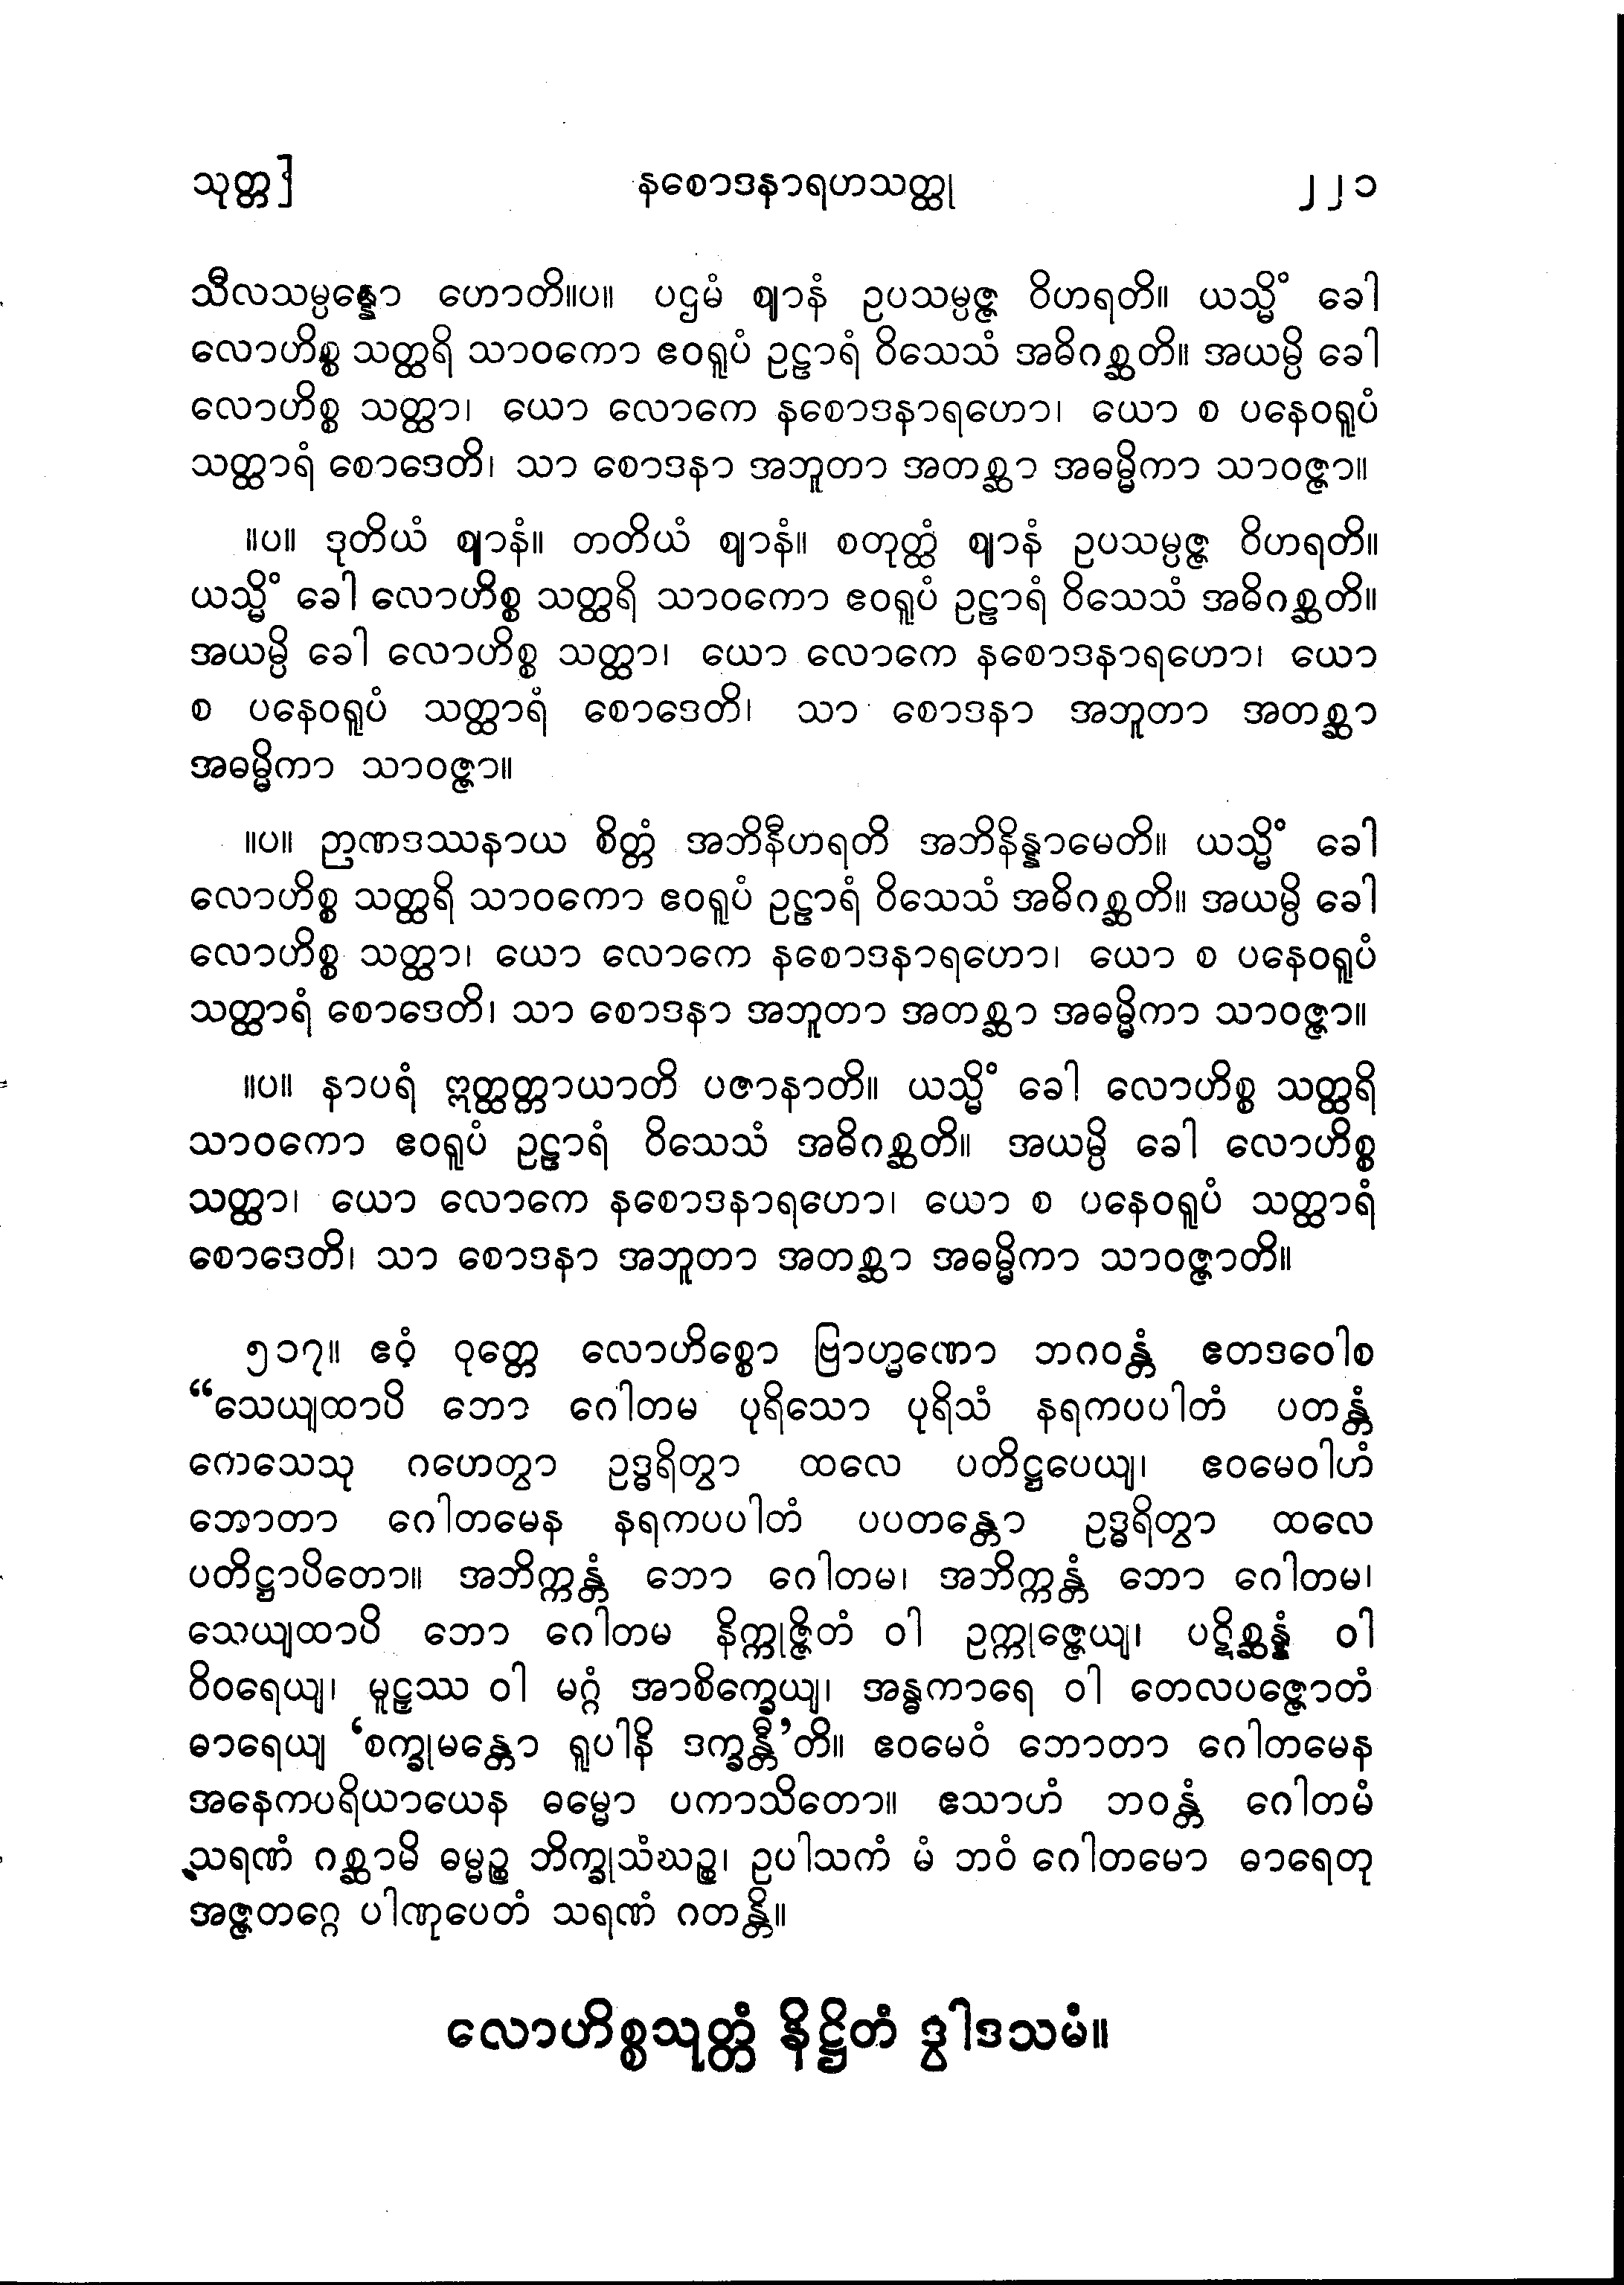 သုတ္တ] နစောဒနာရဟသတ္ထု ၂၂၁
သီလသမ္ပန္နော ဟောတိ။ပ။ ပဌမံ ဈာနံ ဥပသမ္ပဇ္ဇ ဝိဟရတိ။ ယသ္မိံ ခေါ
လောဟိစ္စ သတ္ထရိ သာဝကော ဧဝရူပံ ဥဠာရံ ဝိသေသံ အဓိဂစ္ဆတိ။ အယမ္ပိ ခေါ
လောဟိစ္စ သတ္ထာ၊ ယော လောကေ နစောဒနာရဟော၊ ယော စ ပနေဝရူပံ
သတ္ထာရံ စောဒေတိ၊ သာ စောဒနာ အဘူတာ အတစ္ဆာ အဓမ္မိကာ သာဝဇ္ဇာ။
။ပ။ ဒုတိယံ ဈာနံ။ တတိယံ ဈာနံ။ စတုတ္ထံ ဈာနံ ဥပသမ္ပဇ္ဇ ဝိဟရတိ။
ယသ္မိံ ခေါ လောဟိစ္စ သတ္ထရိ သာဝကော ဧဝရူပံ ဥဠာရံ ဝိသေသံ အဓိဂစ္ဆတိ။
အယမ္ပိ ခေါ လောဟိစ္စ သတ္ထာ၊ ယော လောကေ နစောဒနာရဟော၊ ယော
စ ပနေဝရူပံ သတ္ထာရံ စောဒေတိ၊ သာ စောဒနာ အဘူတာ အတစ္ဆာ
အဓမ္မိကာ သာဝဇ္ဇာ။
။ပ။ ဉာဏဒဿနာယ စိတ္တံ အဘိနီဟရတိ အဘိနိန္နာမေတိ။ ယသ္မိံ ခေါ
လောဟိစ္စ သတ္ထရိ သာဝကော ဧဝရူပံ ဥဠာရံ ဝိသေသံ အဓိဂစ္ဆတိ။ အယမ္ပိ ခေါ
လောဟိစ္စ သတ္ထာ၊ ယော လောကေ နစောဒနာရဟော၊ ယော စ ပနေဝရူပံ
သတ္ထာရံ စောဒေတိ၊ သာ စောဒနာ အဘူတာ အတစ္ဆာ အဓမ္မိကာ သာဝဇ္ဇာ။
။ပ။ နာပရံ ဣတ္ထတ္တာယာတိ ပဇာနာတိ။ ယသ္မိံ ခေါ လောဟိစ္စ သတ္ထရိ
သာဝကော ဧဝရူပံ ဥဠာရံ ဝိသေသံ အဓိဂစ္ဆတိ။ အယမ္ပိ ခေါ လောဟိစ္စ
သတ္ထာ၊ ယော လောကေ နစောဒနာရဟော၊ ယော စ ပနေဝရူပံ သတ္ထာရံ
စောဒေတိ၊ သာ စောဒနာ အဘူတာ အတစ္ဆာ အဓမ္မိကာ သာဝဇ္ဇာတိ။
၅၁၇။ ဧဝံ ဝုတ္တေ လောဟိစ္စော ဗြာဟ္မဏော ဘဂဝန္တံ ဧတဒဝေါစ
“သေယျထာပိ ဘော ဂေါတမ ပုရိသော ပုရိသံ နရကပပါတံ ပတန္တံ
ကေသေသု ဂဟေတွာ ဥဒ္ဓရိတွာ ထလေ ပတိဋ္ဌပေယျ၊ ဧဝမေဝါဟံ
ဘောတာ ဂေါတမေန နရကပပါတံ ပပတန္တော ဥဒ္ဓရိတွာ ထလေ
ပတိဋ္ဌာပိတော။ အဘိက္ကန္တံ ဘော ဂေါတမ၊ အဘိက္ကန္တံ ဘော ဂေါတမ၊
သေယျထာပိ ဘော ဂေါတမ နိက္ကုဇ္ဇိတံ ဝါ ဥက္ကုဇ္ဇေယျ၊ ပဋိစ္ဆန္နံ ဝါ
ဝိဝရေယျ၊ မူဠှဿ ဝါ မဂ္ဂံ အာစိက္ခေယျ၊ အန္ဓကာရေ ဝါ တေလပဇ္ဇောတံ
ဓာရေယျ ‘စက္ခုမန္တော ရူပါနိ ဒက္ခန္တီ’တိ။ ဧဝမေဝံ ဘောတာ ဂေါတမေန
အနေကပရိယာယေန ဓမ္မော ပကာသိတော။ ဧသာဟံ ဘဝန္တံ ဂေါတမံ
သရဏံ ဂစ္ဆာမိ ဓမ္မဉ္စ ဘိက္ခုသံဃဉ္စ၊ ဥပါသကံ မံ ဘဝံ ဂေါတမော ဓာရေတု
အဇ္ဇတဂ္ဂေ ပါဏုပေတံ သရဏံ ဂတန္တိ။
လောဟိစ္စသုတ္တံ နိဋ္ဌိတံ ဒွါဒသမံ။